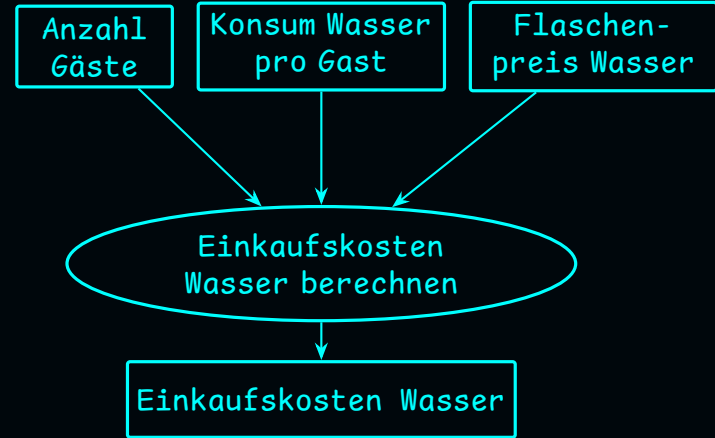 Anzahl
Gäste
Konsum Wasser
pro Gast
Flaschen-
preis Wasser
Einkaufskosten
Wasser berechnen
Einkaufskosten Wasser